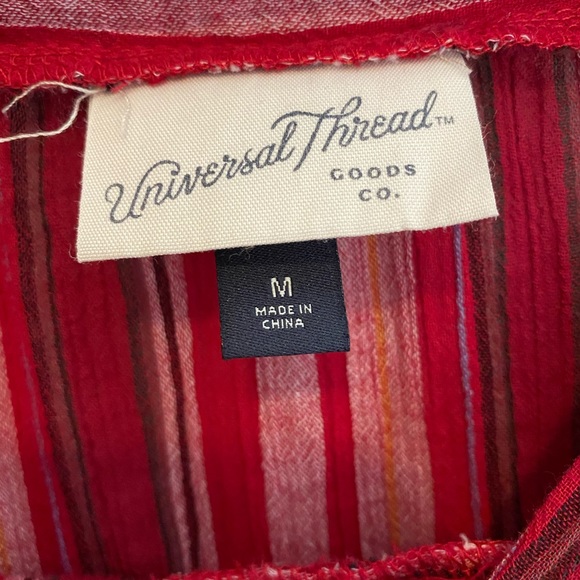 Universal Thread™
GOODS
CO.
M
MADE IN
CHINA